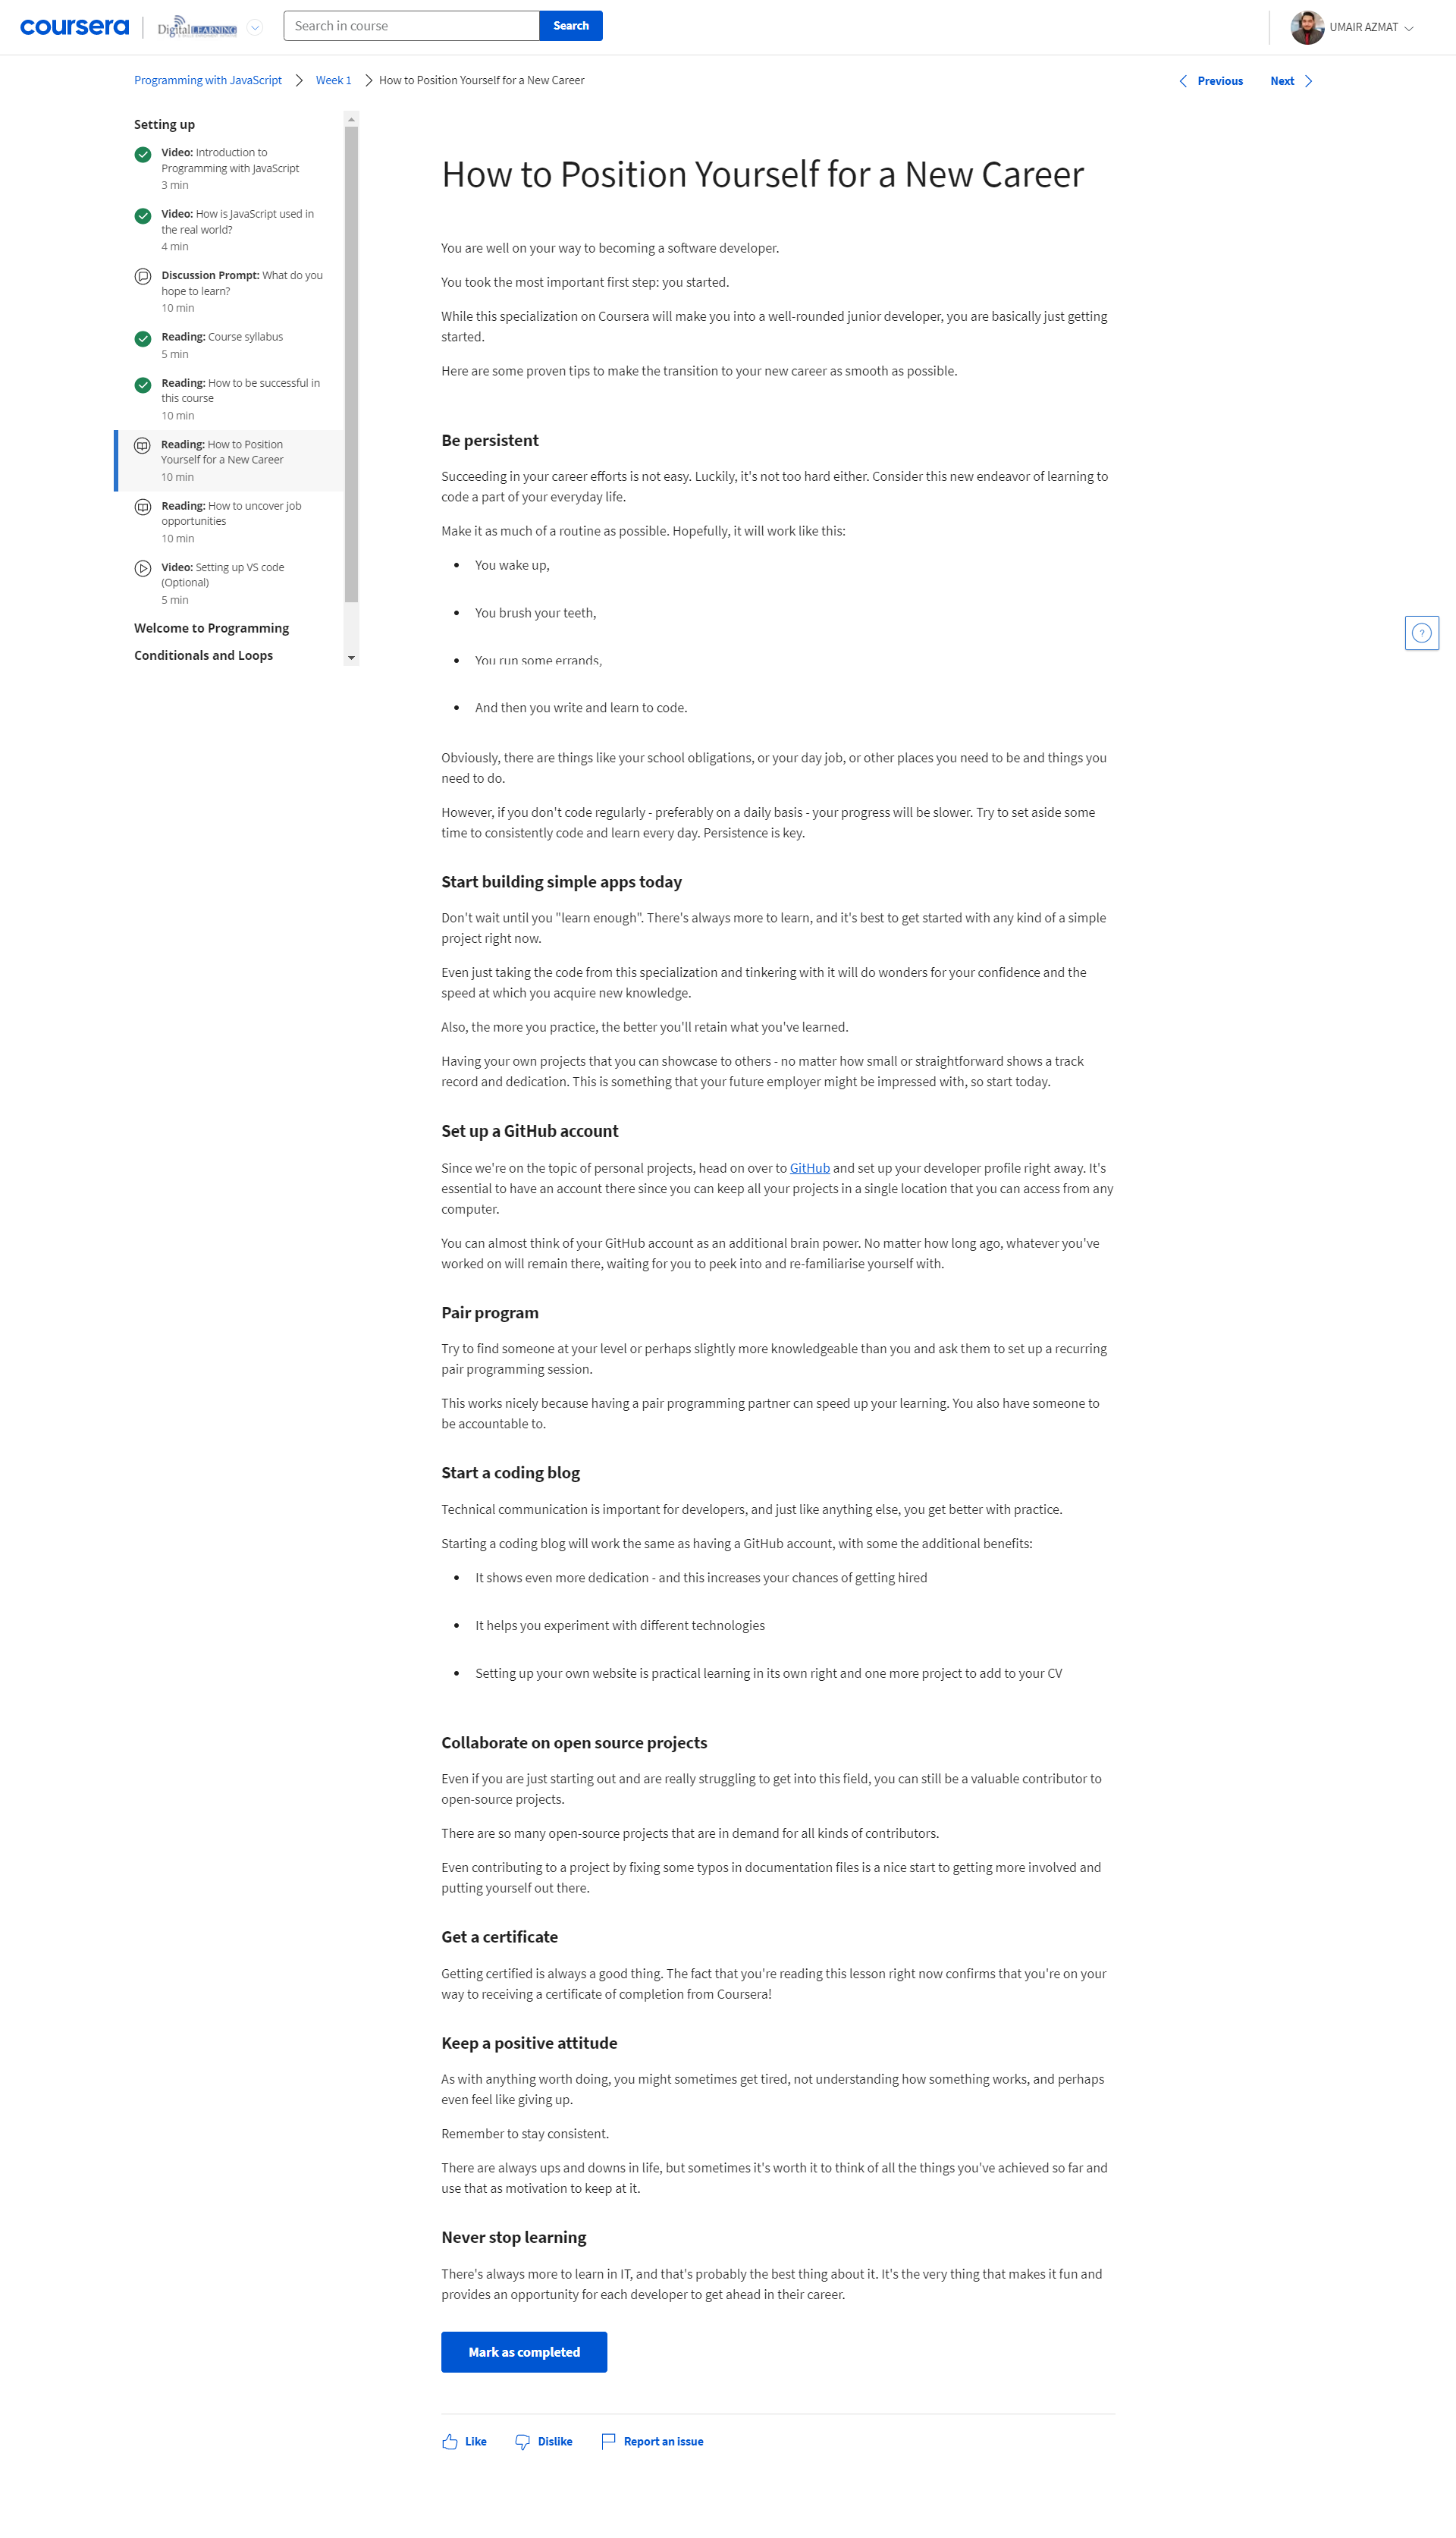 coursera
Digital LEARNING
Search in course
Search
UMAIR AZMAT
Programming with JavaScript
Week 1
How to Position Yourself for a New Career
Previous
Next
Setting up
Video: Introduction to
Programming with JavaScript
3 min
Video: How is JavaScript used in
the real world?
4 min
Discussion Prompt: What do you
hope to learn?
10 min
Reading: Course syllabus
5 min
Reading: How to be successful in
this course
10 min
Reading: How to Position
Yourself for a New Career
10 min
Reading: How to uncover job
opportunities
10 min
Video: Setting up VS code
(Optional)
5 min
Welcome to Programming
Conditionals and Loops
How to Position Yourself for a New Career
You are well on your way to becoming a software developer.
You took the most important first step: you started.
While this specialization on Coursera will make you into a well-rounded junior developer, you are basically just getting
started.
Here are some proven tips to make the transition to your new career as smooth as possible.
Be persistent
Succeeding in your career efforts is not easy. Luckily, it's not too hard either. Consider this new endeavor of learning to
code a part of your everyday life.
Make it as much of a routine as possible. Hopefully, it will work like this:
• You wake up,
• You brush your teeth,
• You run some errands,
• And then you write and learn to code.
Obviously, there are things like your school obligations, or your day job, or other places you need to be and things you
need to do.
However, if you don't code regularly - preferably on a daily basis - your progress will be slower. Try to set aside some
time to consistently code and learn every day. Persistence is key.
Start building simple apps today
Don't wait until you "learn enough". There's always more to learn, and it's best to get started with any kind of a simple
project right now.
Even just taking the code from this specialization and tinkering with it will do wonders for your confidence and the
speed at which you acquire new knowledge.
Also, the more you practice, the better you'll retain what you've learned.
Having your own projects that you can showcase to others - no matter how small or straightforward shows a track
record and dedication. This is something that your future employer might be impressed with, so start today.
Set up a GitHub account
Since we're on the topic of personal projects, head on over to GitHub and set up your developer profile right away. It's
essential to have an account there since you can keep all your projects in a single location that you can access from any
computer.
You can almost think of your GitHub account as an additional brain power. No matter how long ago, whatever you've
worked on will remain there, waiting for you to peek into and re-familiarise yourself with.
Pair program
Try to find someone at your level or perhaps slightly more knowledgeable than you and ask them to set up a recurring
pair programming session.
This works nicely because having a pair programming partner can speed up your learning. You also have someone to
be accountable to.
Start a coding blog
Technical communication is important for developers, and just like anything else, you get better with practice.
Starting a coding blog will work the same as having a GitHub account, with some the additional benefits:
• It shows even more dedication - and this increases your chances of getting hired
• It helps you experiment with different technologies
• Setting up your own website is practical learning in its own right and one more project to add to your CV
Collaborate on open source projects
Even if you are just starting out and are really struggling to get into this field, you can still be a valuable contributor to
open-source projects.
There are so many open-source projects that are in demand for all kinds of contributors.
Even contributing to a project by fixing some typos in documentation files is a nice start to getting more involved and
putting yourself out there.
Get a certificate
Getting certified is always a good thing. The fact that you're reading this lesson right now confirms that you're on your
way to receiving a certificate of completion from Coursera!
Keep a positive attitude
As with anything worth doing, you might sometimes get tired, not understanding how something works, and perhaps
even feel like giving up.
Remember to stay consistent.
There are always ups and downs in life, but sometimes it's worth it to think of all the things you've achieved so far and
use that as motivation to keep at it.
Never stop learning
There's always more to learn in IT, and that's probably the best thing about it. It's the very thing that makes it fun and
provides an opportunity for each developer to get ahead in their career.
Mark as completed
Like
Dislike
Report an issue